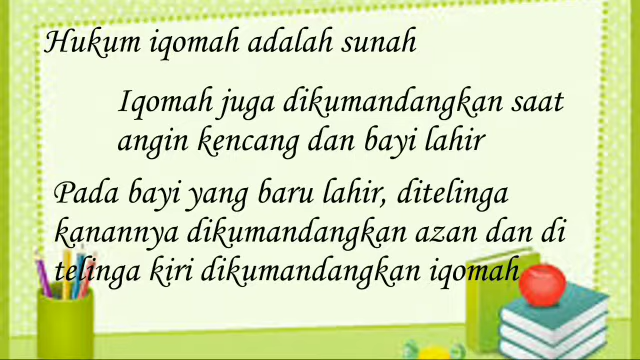 Hukum iqomah adalah sunah
Iqomah juga dikumandangkan saat
angin kencang dan bayi lahir
Pada bayi yang baru lahir, ditelinga
kanannya dikumandangkan azan dan di
telinga kiri dikumandangkan iqomah